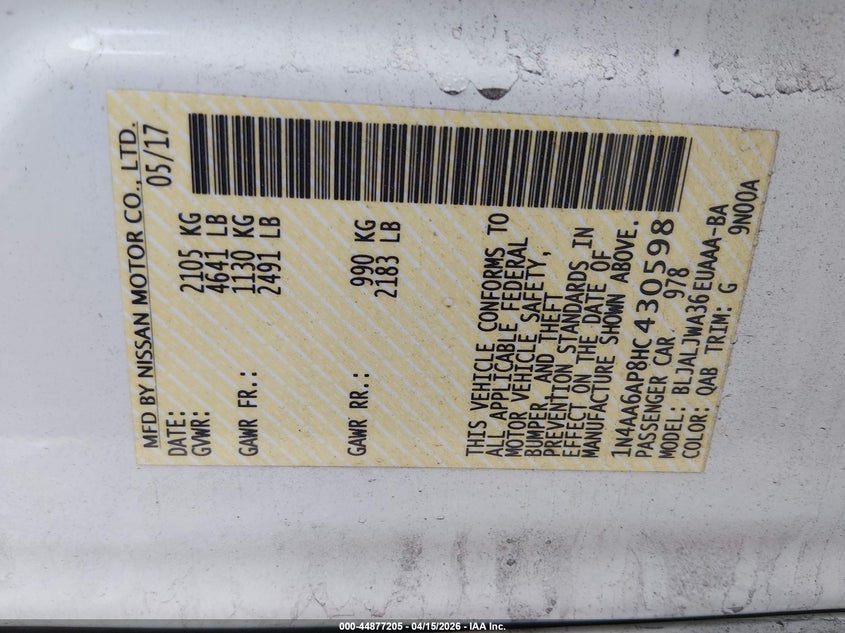 MFD BY NISSAN MOTOR CO., LTD.
DATE: 05/17
GVWR: 2105 KG
4641 LB
GAWR FR.: 1130 KG
2491 LB
GAWR RR.: 990 KG
2183 LB
THIS VEHICLE CONFORMS TO
ALL APPLICABLE FEDERAL
MOTOR VEHICLE SAFETY,
BUMPER, AND THEFT
PREVENTION STANDARDS IN
EFFECT ON THE DATE OF
MANUFACTURE SHOWN ABOVE.
1N4AA6AP8HC430598
PASSENGER CAR 978
MODEL: BLJALJWA36EUAAA-BA
COLOR: QAB TRIM: G 9N00A
000-44877205 - 04/15/2026 - IAA Inc.